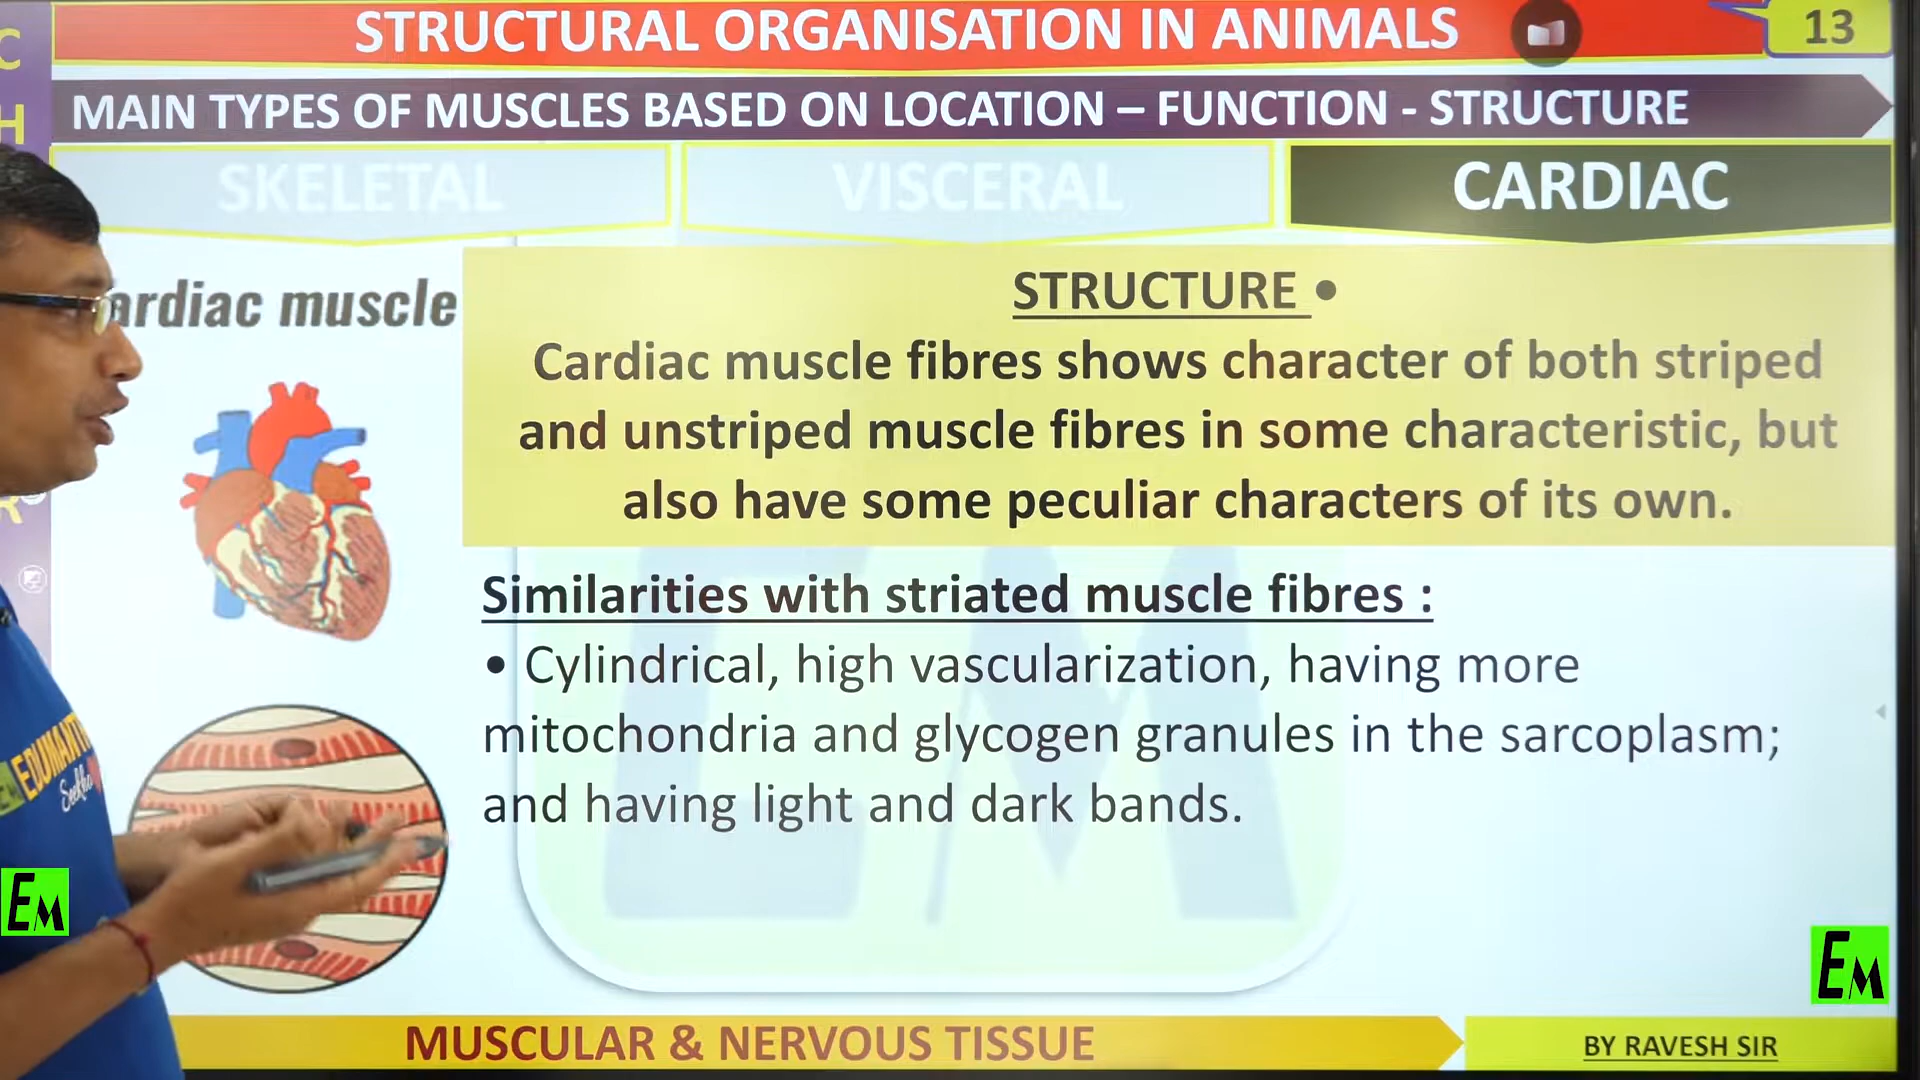 C
H
R
STRUCTURAL ORGANISATION IN ANIMALS
13
MAIN TYPES OF MUSCLES BASED ON LOCATION – FUNCTION - STRUCTURE
SKELETAL
VISCERAL
CARDIAC
ardiac muscle
STRUCTURE •
Cardiac muscle fibres shows character of both striped
and unstriped muscle fibres in some characteristic, but
also have some peculiar characters of its own.
Similarities with striated muscle fibres :
• Cylindrical, high vascularization, having more
mitochondria and glycogen granules in the sarcoplasm;
and having light and dark bands.
EM
EM
EM
MUSCULAR & NERVOUS TISSUE
BY RAVESH SIR